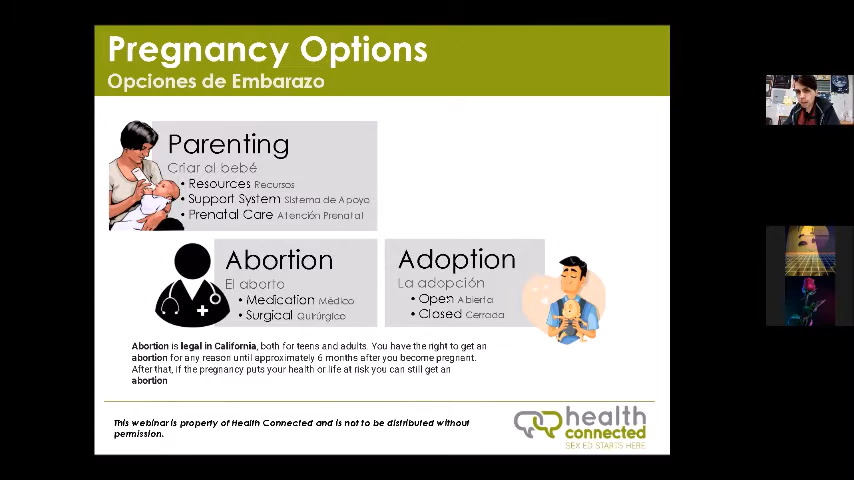 Pregnancy Options
Opciones de Embarazo
Parenting
Criar al bebé
• Resources Recursos
• Support System Sistema de Apoyo
• Prenatal Care Atención Prenatal
Abortion
El aborto
• Medication Médico
• Surgical Quirúrgico
Adoption
La adopción
• Open Abierta
• Closed Cerrada
Abortion is legal in California, both for teens and adults. You have the right to get an
abortion for any reason until approximately 6 months after you become pregnant.
After that, if the pregnancy puts your health or life at risk you can still get an
abortion
This webinar is property of Health Connected and is not to be distributed without
permission.
health
connected
SEX ED STARTS HERE